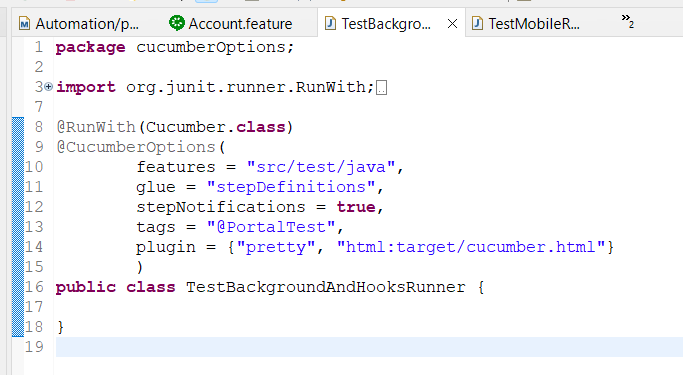 Automation/p... Account.feature TestBackgro... TestMobileR... »2
1 package cucumberOptions;
2
3 import org.junit.runner.RunWith;
7
8 @RunWith(Cucumber.class)
9 @CucumberOptions(
10 features = "src/test/java",
11 glue = "stepDefinitions",
12 stepNotifications = true,
13 tags = "@PortalTest",
14 plugin = {"pretty", "html:target/cucumber.html"}
15 )
16 public class TestBackgroundAndHooksRunner {
17
18 }
19